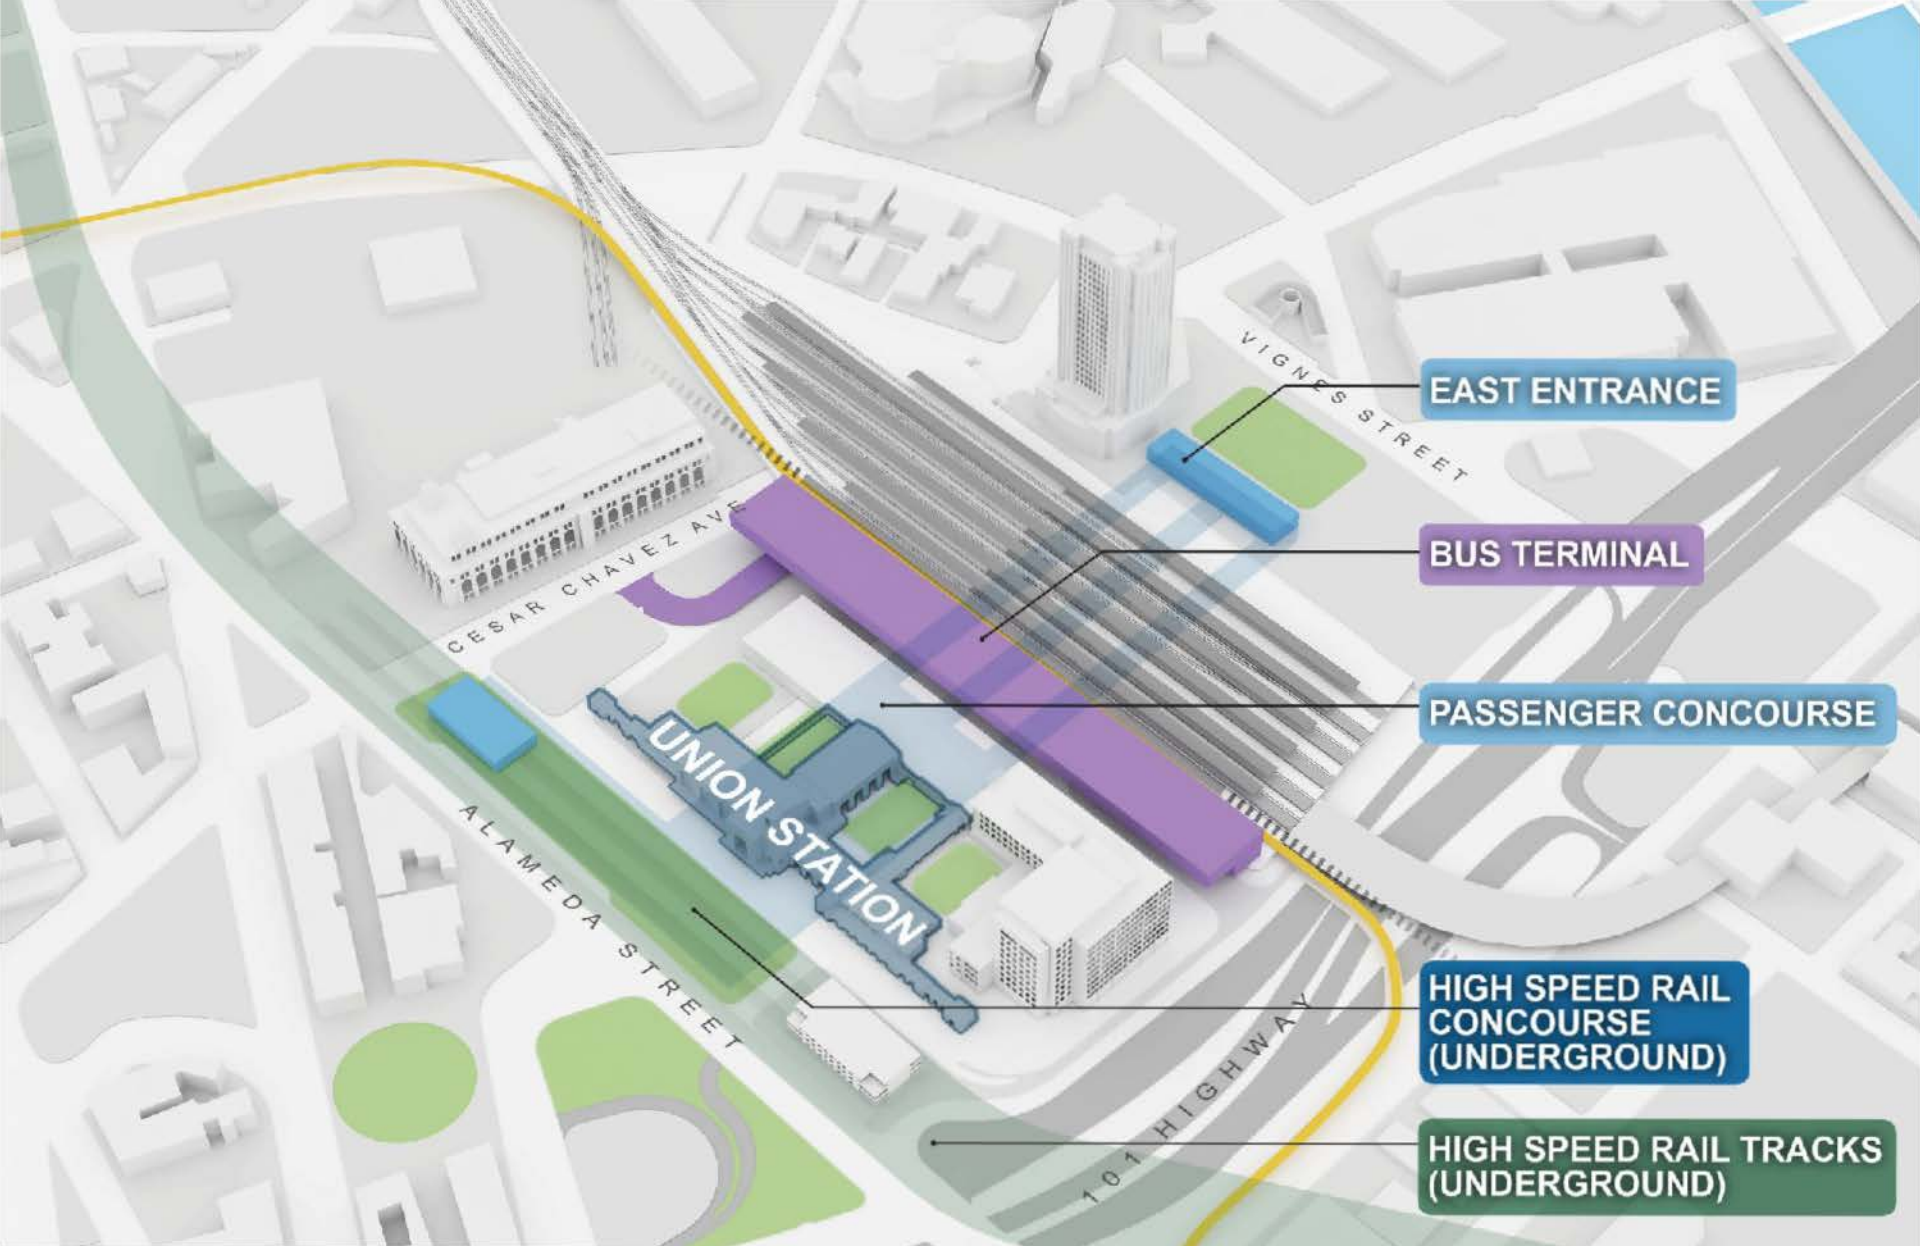 VIGNES STREET
EAST ENTRANCE
BUS TERMINAL
CESAR CHAVEZ AVE
PASSENGER CONCOURSE
UNION STATION
ALAMEDA STREET
HIGH SPEED RAIL
CONCOURSE
(UNDERGROUND)
101 HIGHWAY
HIGH SPEED RAIL TRACKS
(UNDERGROUND)